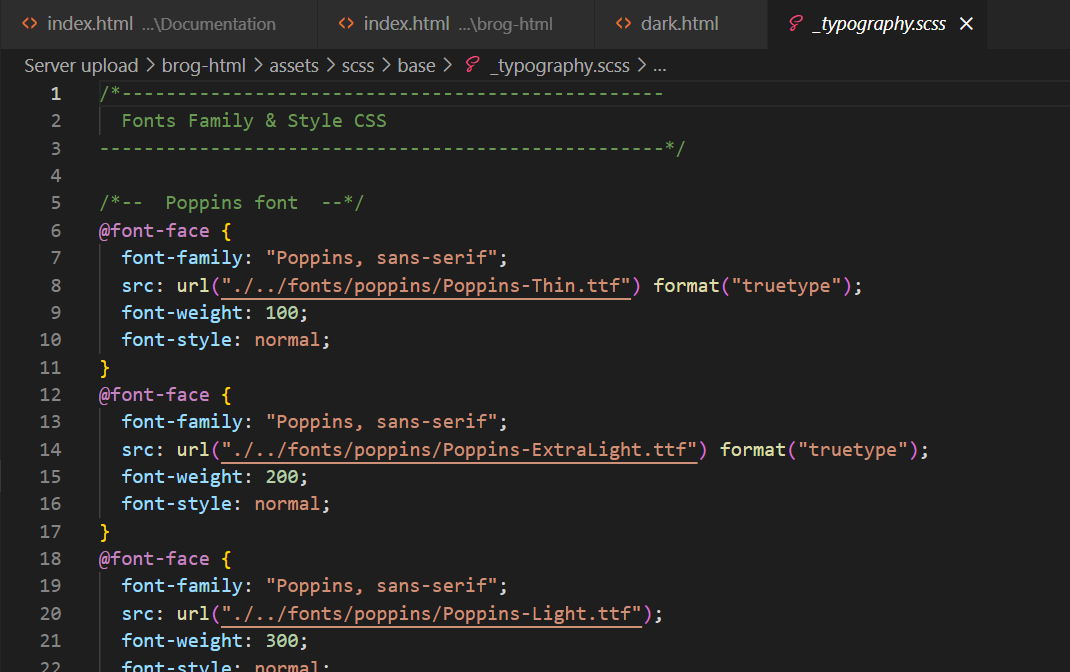 index.html ...\Documentation index.html ...\brog-html dark.html _typography.scss
Server upload > brog-html > assets > scss > base > _typography.scss > ...
1 /*-------------------------------------------------
2 Fonts Family & Style CSS
3 ---------------------------------------------------*/
4
5 /*-- Poppins font --*/
6 @font-face {
7 font-family: "Poppins, sans-serif";
8 src: url("./../fonts/poppins/Poppins-Thin.ttf") format("truetype");
9 font-weight: 100;
10 font-style: normal;
11 }
12 @font-face {
13 font-family: "Poppins, sans-serif";
14 src: url("./../fonts/poppins/Poppins-ExtraLight.ttf") format("truetype");
15 font-weight: 200;
16 font-style: normal;
17 }
18 @font-face {
19 font-family: "Poppins, sans-serif";
20 src: url("./../fonts/poppins/Poppins-Light.ttf");
21 font-weight: 300;
22 font-style: normal;